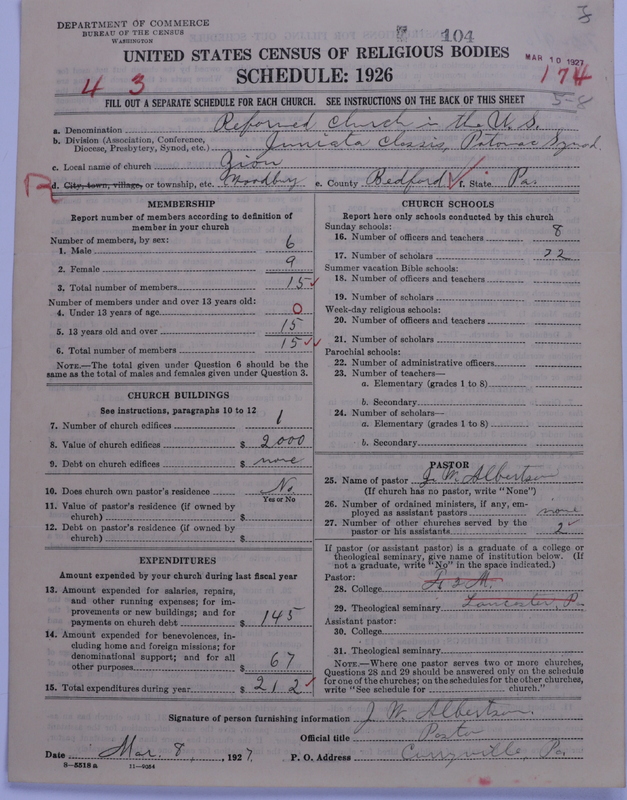 DEPARTMENT OF COMMERCE
BUREAU OF THE CENSUS
WASHINGTON
104
MAR 10 1927
UNITED STATES CENSUS OF RELIGIOUS BODIES
SCHEDULE: 1926
4 3
174
5-8
FILL OUT A SEPARATE SCHEDULE FOR EACH CHURCH. SEE INSTRUCTIONS ON THE BACK OF THIS SHEET
a. Denomination Reformed Church in the U.S.
b. Division (Association, Conference, Diocese, Presbytery, Synod, etc.) Juniata Classis, Potomac Synod.
c. Local name of church Zion
R
d. City, town, village, or township, etc. Woodbury e. County Bedford f. State Pa
MEMBERSHIP
Report number of members according to definition of
member in your church
Number of members, by sex:
1. Male 6
2. Female 9
3. Total number of members 15
Number of members under and over 13 years old:
4. Under 13 years of age 0
5. 13 years old and over 15
6. Total number of members 15
NOTE.—The total given under Question 6 should be
the same as the total of males and females given under Question 3.
CHURCH BUILDINGS
See instructions, paragraphs 10 to 12
7. Number of church edifices 1
8. Value of church edifices $ 2000
9. Debt on church edifices $ none
10. Does church own pastor's residence No
Yes or No
11. Value of pastor's residence (if owned by
church) $
12. Debt on pastor's residence (if owned by
church) $
EXPENDITURES
Amount expended by your church during last fiscal year
13. Amount expended for salaries, repairs,
and other running expenses; for im-
provements or new buildings; and for
payments on church debt $ 145
14. Amount expended for benevolences, in-
cluding home and foreign missions; for
denominational support; and for all
other purposes $ 67
15. Total expenditures during year $ 212
CHURCH SCHOOLS
Report here only schools conducted by this church
Sunday schools:
16. Number of officers and teachers 8
17. Number of scholars
Summer vacation Bible schools:
18. Number of officers and teachers
19. Number of scholars
Week-day religious schools:
20. Number of officers and teachers
21. Number of scholars
Parochial schools:
22. Number of administrative officers
23. Number of teachers—
a. Elementary (grades 1 to 8)
b. Secondary
24. Number of scholars—
a. Elementary (grades 1 to 8)
b. Secondary
PASTOR
25. Name of pastor J. W. Albertson
(If church has no pastor, write "None")
26. Number of ordained ministers, if any, em-
ployed as assistant pastors none
27. Number of other churches served by the
pastor or his assistants 2
If pastor (or assistant pastor) is a graduate of a college or
theological seminary, give name of institution below. (If
not a graduate, write "No" in the space indicated.)
Pastor:
28. College F & M
29. Theological seminary Lancaster, Pa
Assistant pastor:
30. College
31. Theological seminary
NOTE.—Where one pastor serves two or more churches,
Questions 28 and 29 should be answered only on the schedule
for one of the churches; on the schedules for the other churches,
write "See schedule for church."
Signature of person furnishing information J. W. Albertson
Official title Pastor
Date Mar 8, 1927. P. O. Address Curryville, Pa
8—5518 a 11—9084